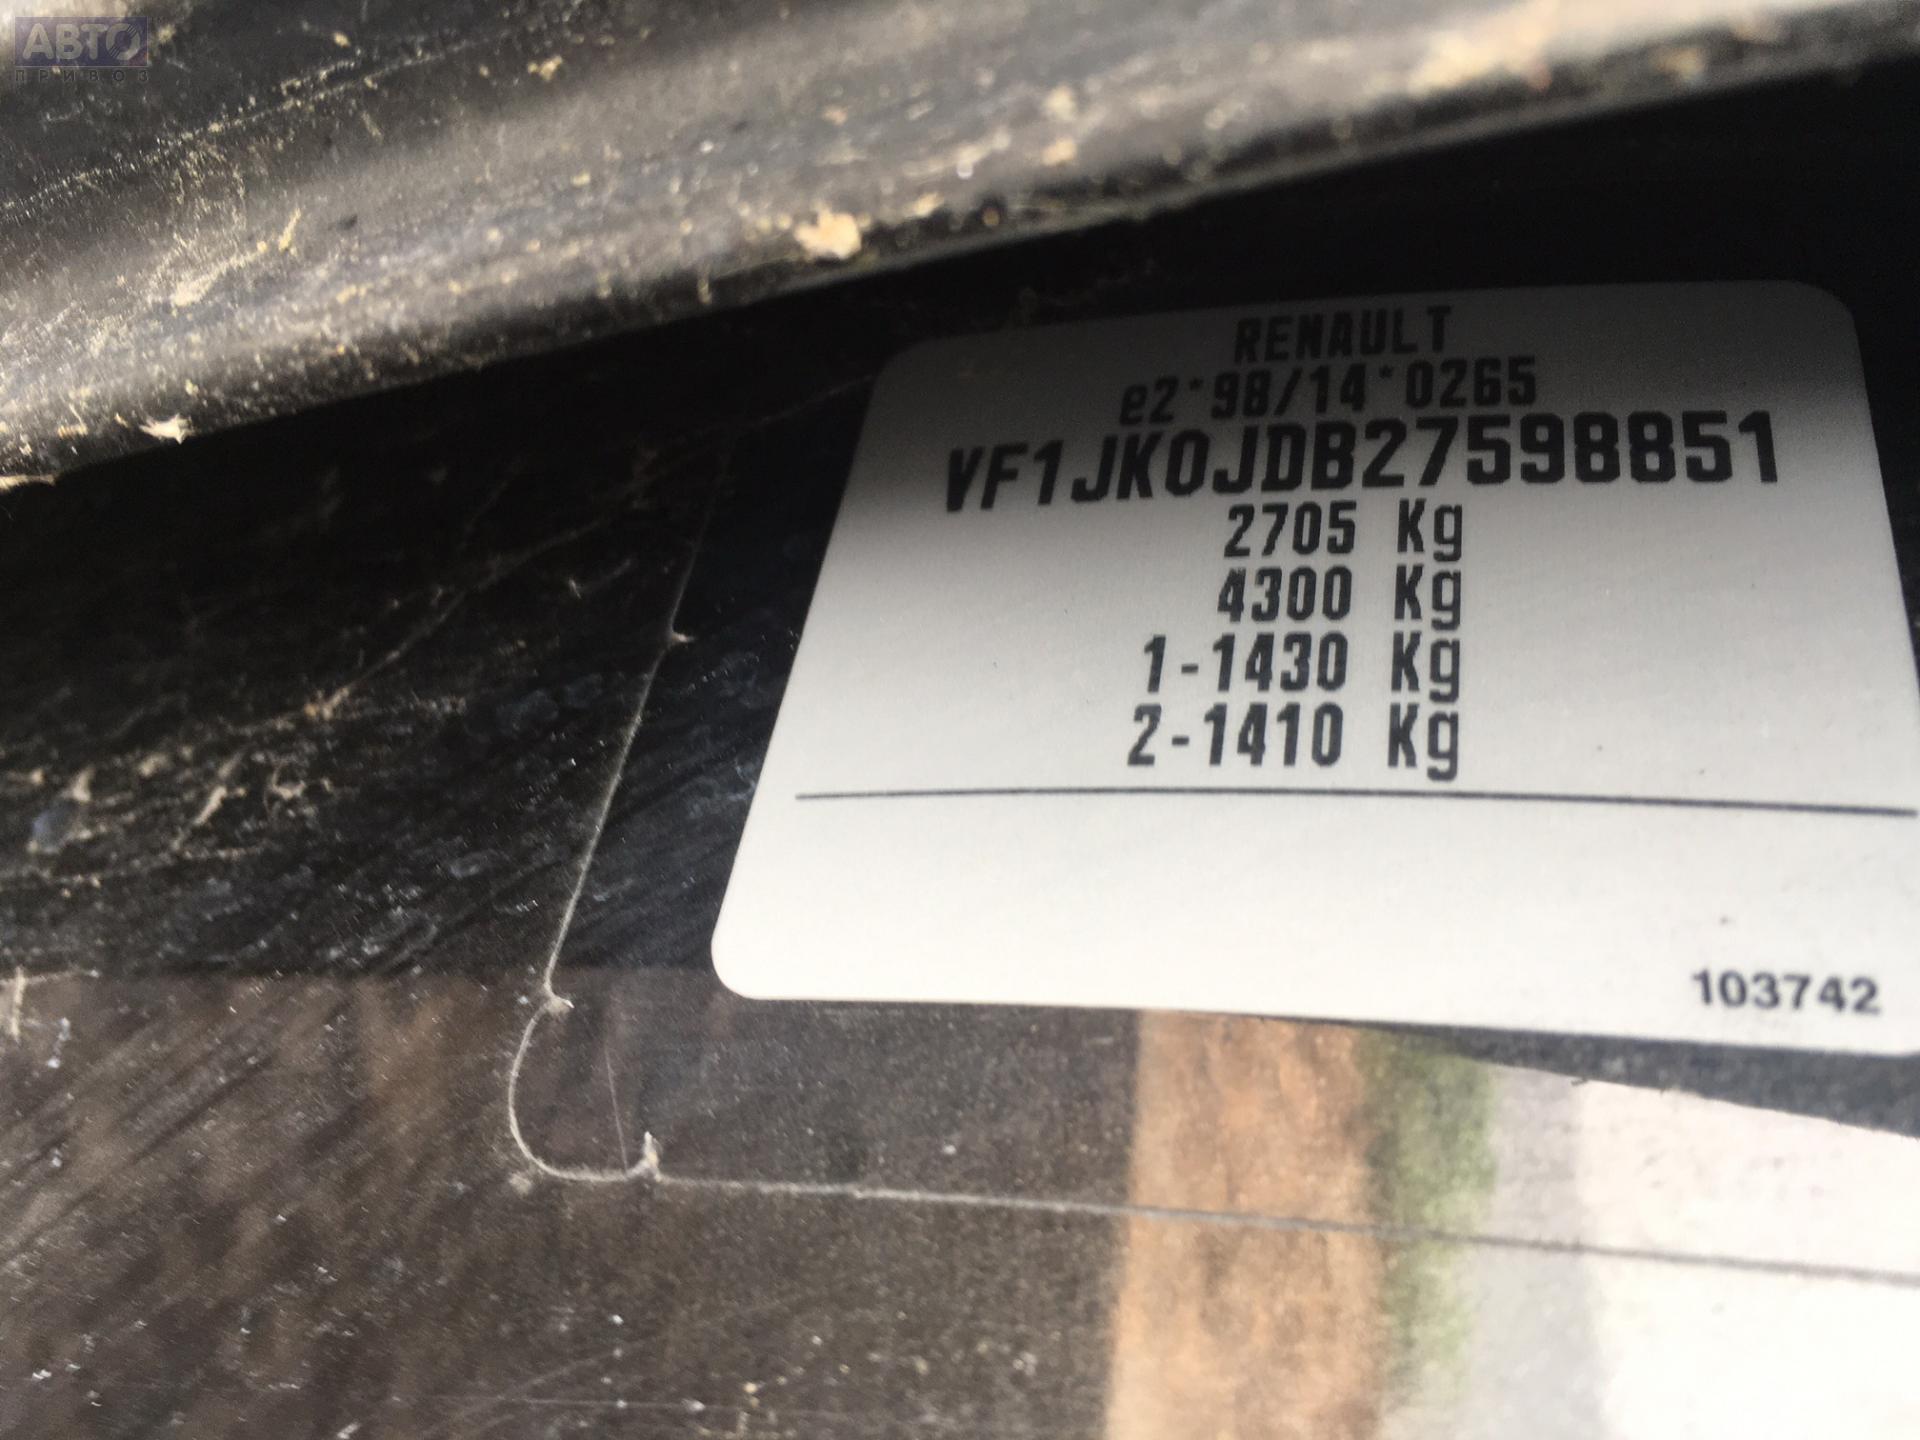 АВТО
ПРИВОЗ
RENAULT
e2*98/14*0265
VF1JK0JDB27598851
2705 Kg
4300 Kg
1-1430 Kg
2-1410 Kg
103742